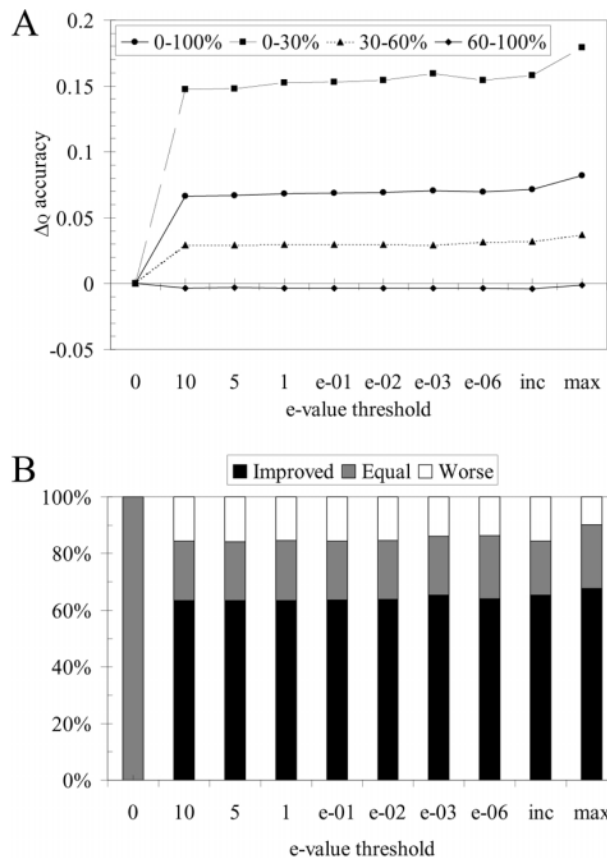 A
0.2
0-100% 0-30% 30-60% 60-100%
0.15
0.1
0.05
0
-0.05
ΔQ accuracy
0 10 5 1 e-01 e-02 e-03 e-06 inc max
e-value threshold
B
Improved Equal Worse
100%
80%
60%
40%
20%
0%
0 10 5 1 e-01 e-02 e-03 e-06 inc max
e-value threshold